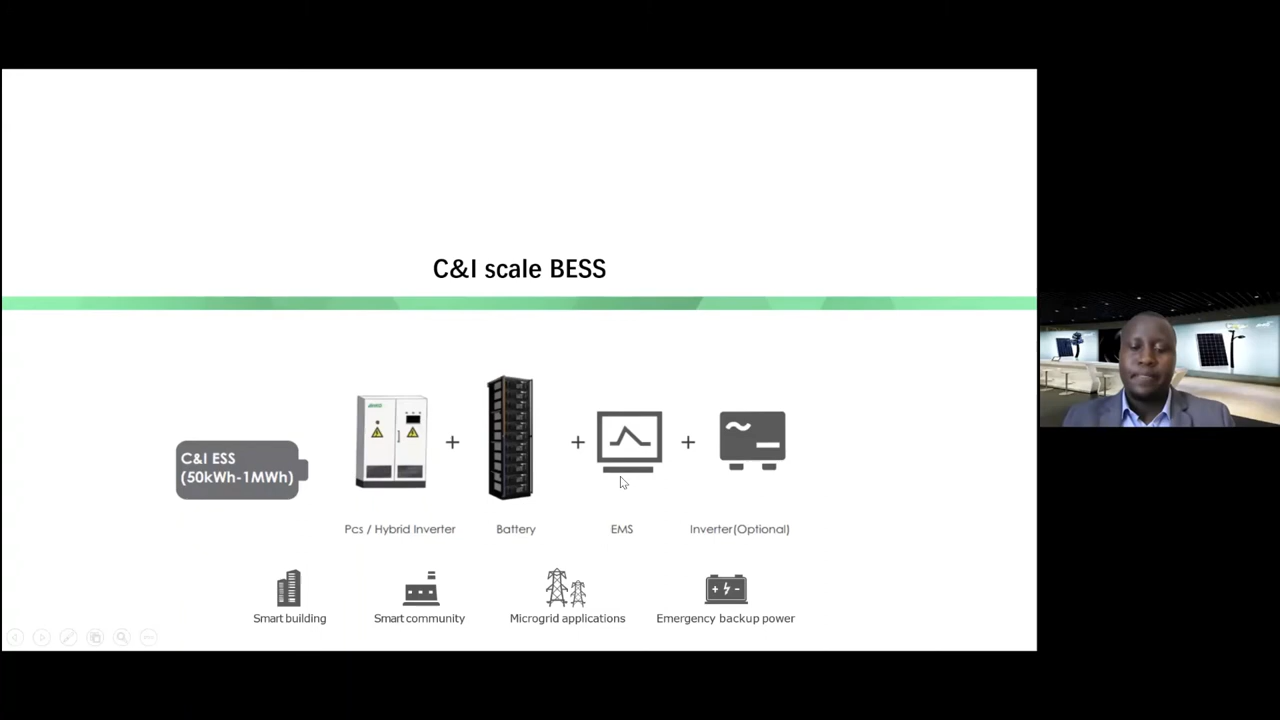 C&I scale BESS
C&I ESS
(50kWh-1MWh)
+
+
+
Pcs / Hybrid Inverter
Battery
EMS
Inverter(Optional)
Smart building
Smart community
Microgrid applications
Emergency backup power